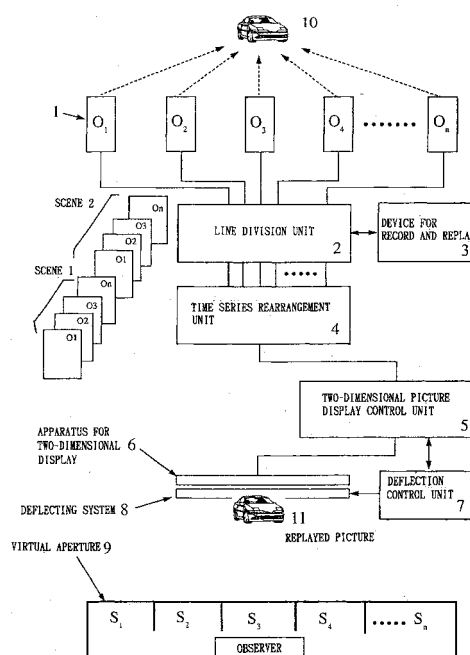 10
1
O1 O2 O3 O4 ....... On
SCENE 2
On
O3
O2
O1
SCENE 1
On
O3
O2
O1
LINE DIVISION UNIT
2
DEVICE FOR
RECORD AND REPLAY
3
TIME SERIES REARRANGEMENT
UNIT
4
TWO-DIMENSIONAL PICTURE
DISPLAY CONTROL UNIT
5
APPARATUS FOR
TWO-DIMENSIONAL 6
DISPLAY
DEFLECTION
CONTROL UNIT
7
DEFLECTING SYSTEM 8
11
REPLAYED PICTURE
VIRTUAL APERTURE 9
S1 S2 S3 S4 ..... Sn
OBSERVER